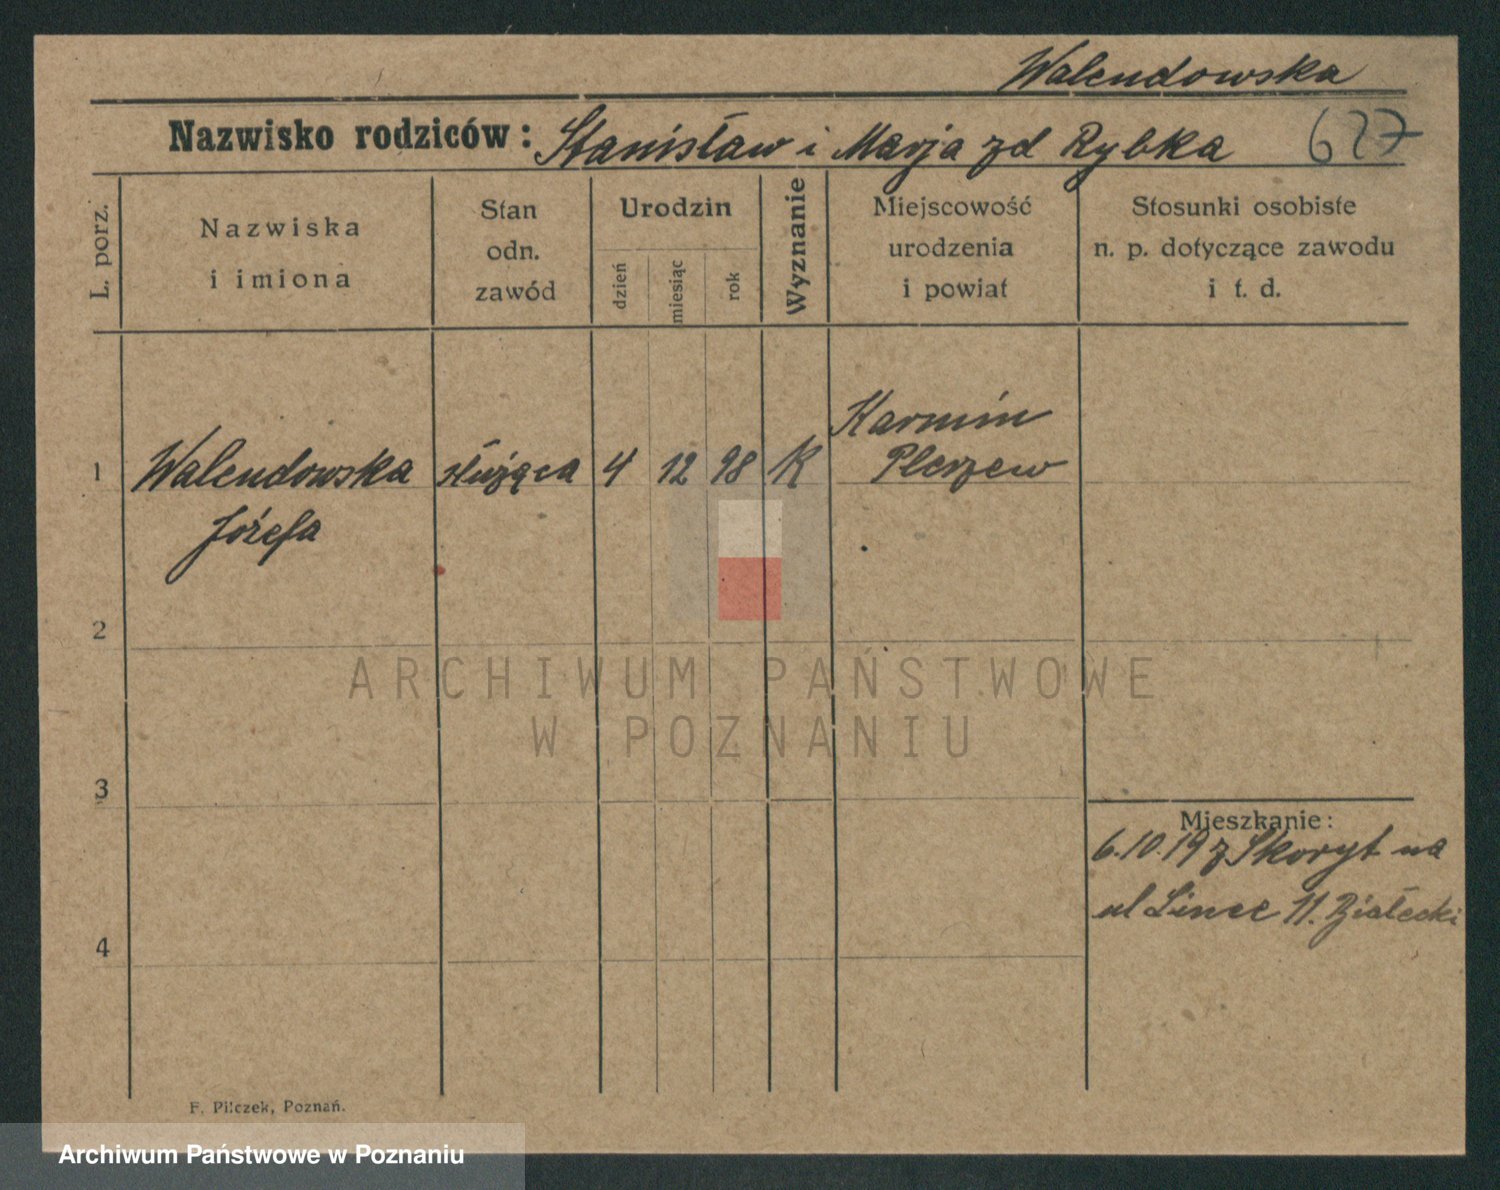 Walendowska
Nazwisko rodziców: Stanisław i Marja zd Rybka 627
L. porz.
Nazwiska
i imiona
Stan
odn.
zawód
Urodzin
dzień
miesiąc
rok
Wyznanie
Miejscowość
urodzenia
i powiat
Stosunki osobiste
n. p. dotyczące zawodu
i t. d.
1 Walendowska służąca 4 12 98 K Karmin
Pleszew
Józefa
2
ARCHIWUM PAŃSTWOWE
W POZNANIU
3
Mieszkanie:
6.10.19 z Skoryt na
ul Lince 11. Białecki
4
F. Pilczek, Poznań.
Archiwum Państwowe w Poznaniu